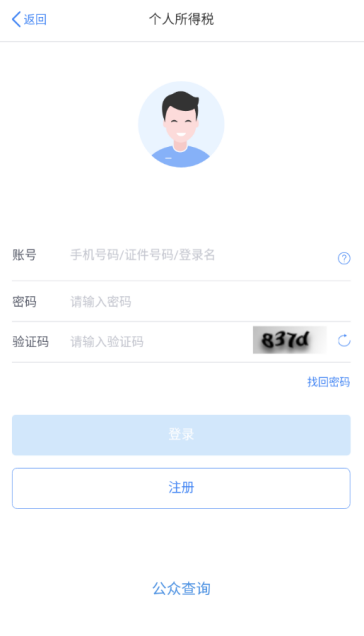 返回
个人所得税
账号 手机号码/证件号码/登录名
密码 请输入密码
验证码 请输入验证码 837d
找回密码
登录
注册
公众查询